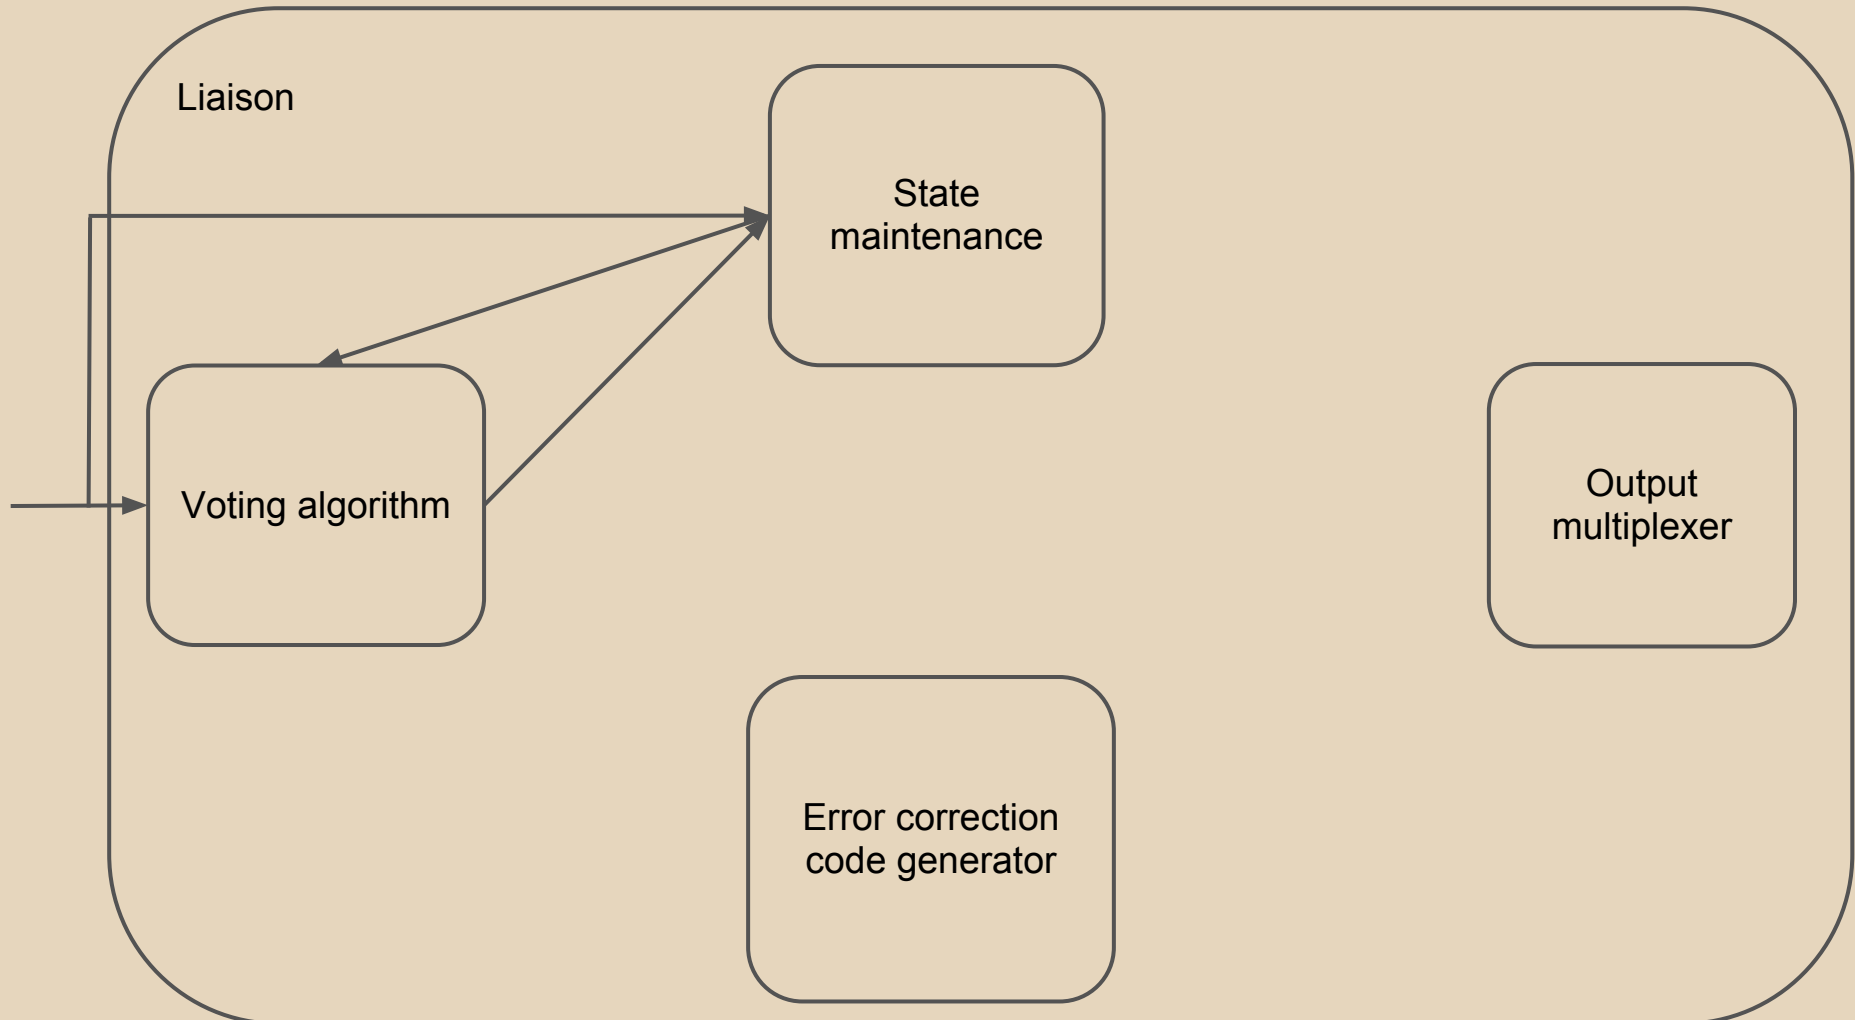 Liaison
State
maintenance
Voting algorithm
Output
multiplexer
Error correction
code generator